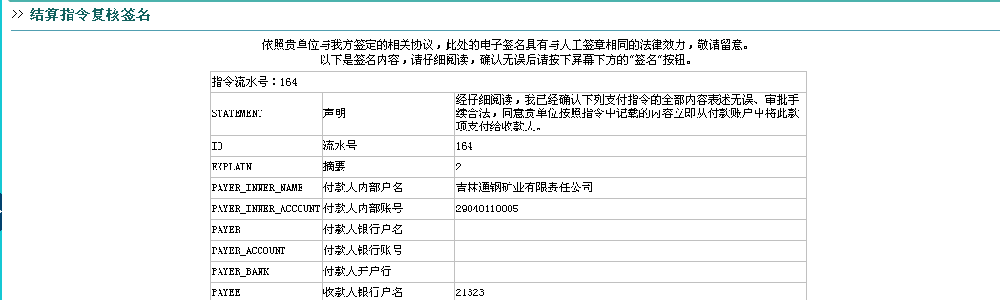 >> 结算指令复核签名
依照贵单位与我方签定的相关协议，此处的电子签名具有与人工签章相同的法律效力，敬请留意。
以下是签名内容，请仔细阅读，确认无误后请按下屏幕下方的“签名”按钮。
指令流水号：164
STATEMENT 声明 经仔细阅读，我已经确认下列支付指令的全部内容表述无误、审批手
续合法，同意贵单位按照指令中记载的内容立即从付款账户中将此款
项支付给收款人。
ID 流水号 164
EXPLAIN 摘要 2
PAYER_INNER_NAME 付款人内部户名 吉林通钢矿业有限责任公司
PAYER_INNER_ACCOUNT 付款人内部账号 29040110005
PAYER 付款人银行户名
PAYER_ACCOUNT 付款人银行账号
PAYER_BANK 付款人开户行
PAYEE 收款人银行户名 21323